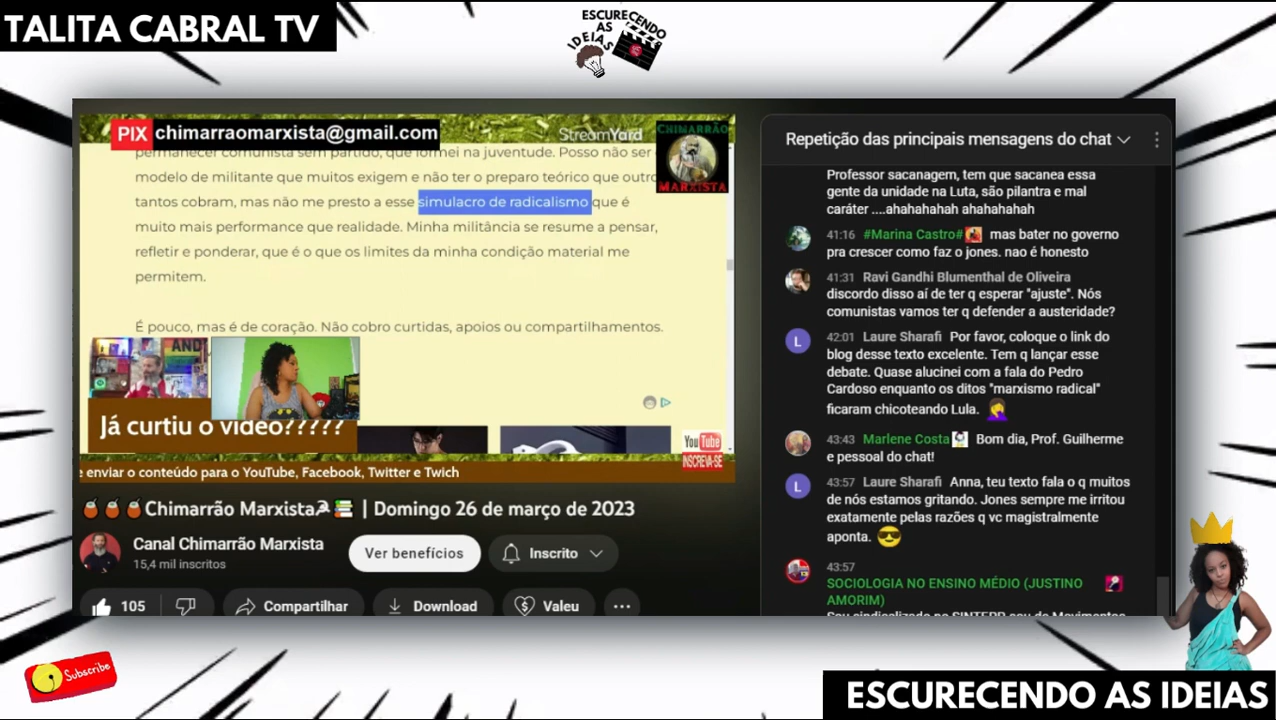 TALITA CABRAL TV
ESCURECENDO
AS
IDEIAS
PIX chimarraomarxista@gmail.com
StreamYard
CHIMARRÃO
MARXISTA
permanecer comunista sem partido, que formei na juventude. Posso não ser
modelo de militante que muitos exigem e não ter o preparo teórico que outro
tantos cobram, mas não me presto a esse simulacro de radicalismo que é
muito mais performance que realidade. Minha militância se resume a pensar,
refletir e ponderar, que é o que os limites da minha condição material me
permitem.
É pouco, mas é de coração. Não cobro curtidas, apoios ou compartilhamentos.
AND
Já curtiu o vídeo?????
YouTube
INSCREVA-SE
e enviar o conteúdo para o YouTube, Facebook, Twitter e Twich
Chimarrão Marxista | Domingo 26 de março de 2023
Canal Chimarrão Marxista
15,4 mil inscritos
Ver benefícios
Inscrito
105
Compartilhar
Download
Valeu
Repetição das principais mensagens do chat
Professor sacanagem, tem que sacanea essa
gente da unidade na Luta, são pilantra e mal
caráter ....ahahahahah ahahahahah
41:16 #Marina Castro# mas bater no governo
pra crescer como faz o jones. nao é honesto
41:31 Ravi Gandhi Blumenthal de Oliveira
discordo disso aí de ter q esperar "ajuste". Nós
comunistas vamos ter q defender a austeridade?
L 42:01 Laure Sharafi Por favor, coloque o link do
blog desse texto excelente. Tem q lançar esse
debate. Quase alucinei com a fala do Pedro
Cardoso enquanto os ditos "marxismo radical"
ficaram chicoteando Lula.
43:43 Marlene Costa Bom dia, Prof. Guilherme
e pessoal do chat!
L 43:57 Laure Sharafi Anna, teu texto fala o q muitos
de nós estamos gritando. Jones sempre me irritou
exatamente pelas razões q vc magistralmente
aponta.
43:57
SOCIOLOGIA NO ENSINO MÉDIO (JUSTINO
AMORIM)
Subscribe
ESCURECENDO AS IDEIAS